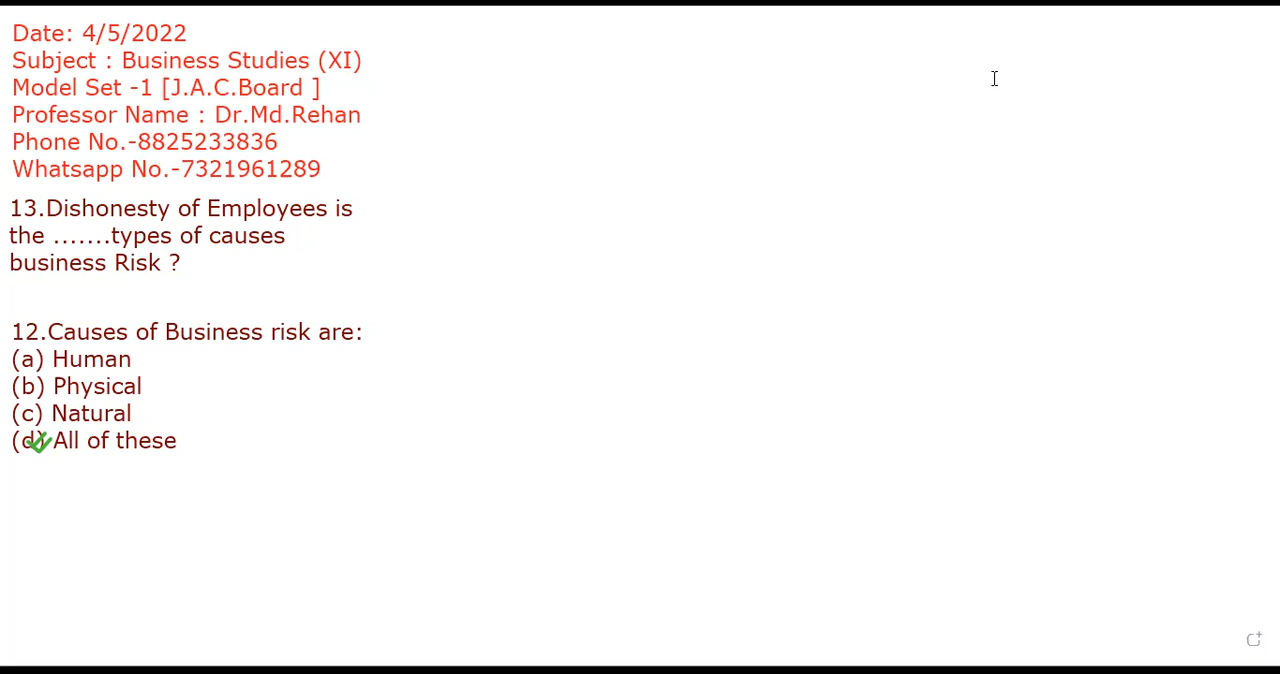 Date: 4/5/2022
Subject : Business Studies (XI)
Model Set -1 [J.A.C.Board ]
Professor Name : Dr.Md.Rehan
Phone No.-8825233836
Whatsapp No.-7321961289
13.Dishonesty of Employees is
the .......types of causes
business Risk ?
12.Causes of Business risk are:
(a) Human
(b) Physical
(c) Natural
(d) All of these